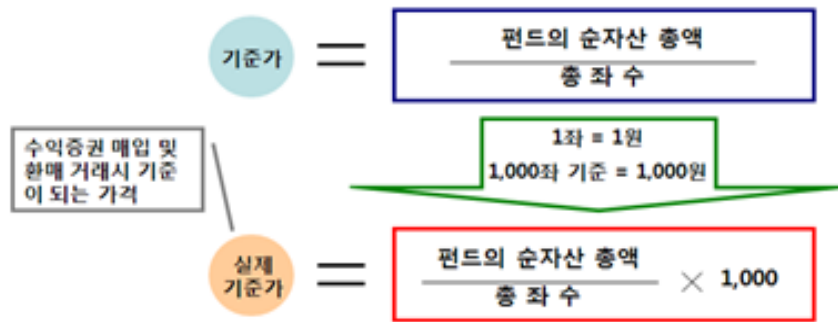 기준가
=
펀드의 순자산 총액
총 좌 수
수익증권 매입 및
환매 거래시 기준
이 되는 가격
1좌 = 1원
1,000좌 기준 = 1,000원
실제
기준가
=
펀드의 순자산 총액
총 좌 수
× 1,000